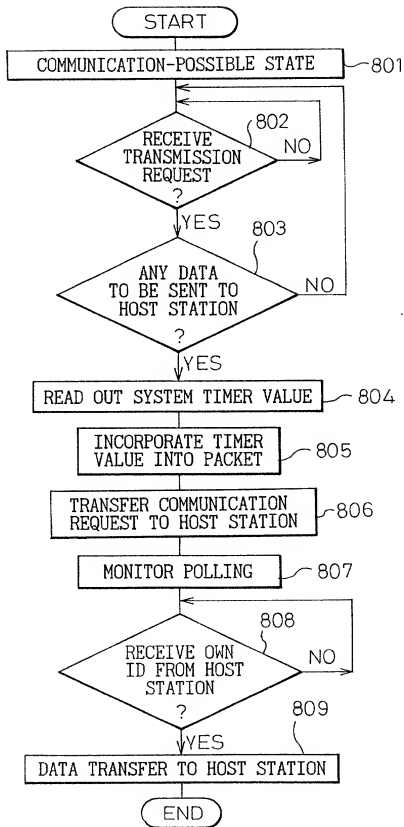 START
COMMUNICATION-POSSIBLE STATE 801
802
RECEIVE
TRANSMISSION
REQUEST
?
NO
YES
803
ANY DATA
TO BE SENT TO
HOST STATION
?
NO
YES
READ OUT SYSTEM TIMER VALUE 804
INCORPORATE TIMER
VALUE INTO PACKET
805
TRANSFER COMMUNICATION
REQUEST TO HOST STATION
806
MONITOR POLLING 807
808
RECEIVE OWN
ID FROM HOST
STATION
?
NO
YES
809
DATA TRANSFER TO HOST STATION
END